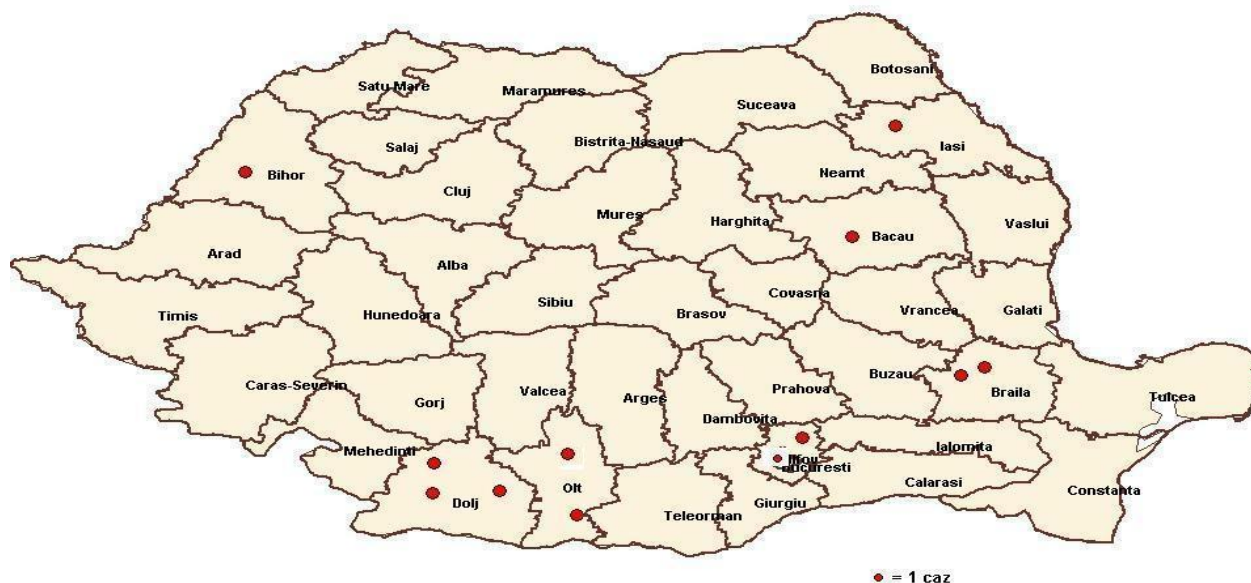 Botosani
Satu Mare
Maramures
Suceava
Iasi
Salaj
Bistrita-Nasaud
Neamt
Bihor
Cluj
Mures
Harghita
Bacau
Vaslui
Arad
Alba
Covasna
Sibiu
Timis
Hunedoara
Brasov
Vrancea
Galati
Caras-Severin
Gorj
Valcea
Arges
Prahova
Buzau
Braila
Tulcea
Dambovita
Mehedinti
Ialomita
Ilfov
bucuresti
Calarasi
Constanta
Dolj
Olt
Teleorman
Giurgiu
= 1 caz